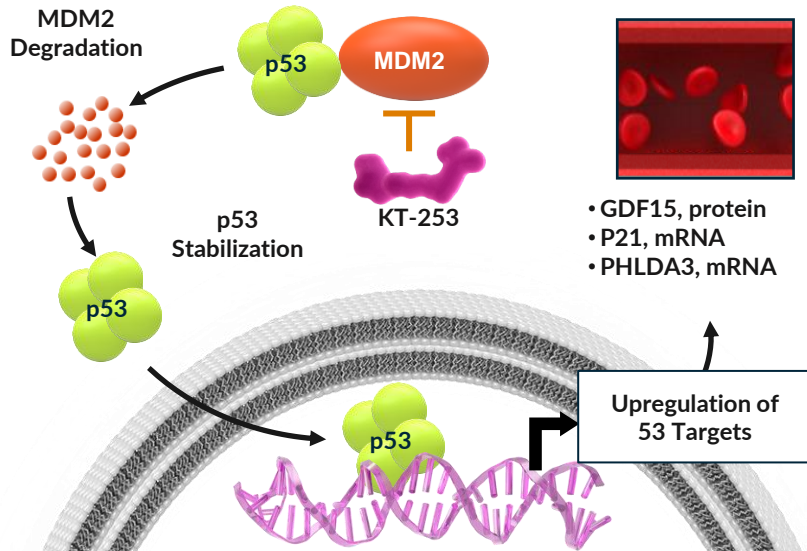 MDM2
Degradation
p53
MDM2
KT-253
p53
Stabilization
p53
• GDF15, protein
• P21, mRNA
• PHLDA3, mRNA
p53
Upregulation of
53 Targets